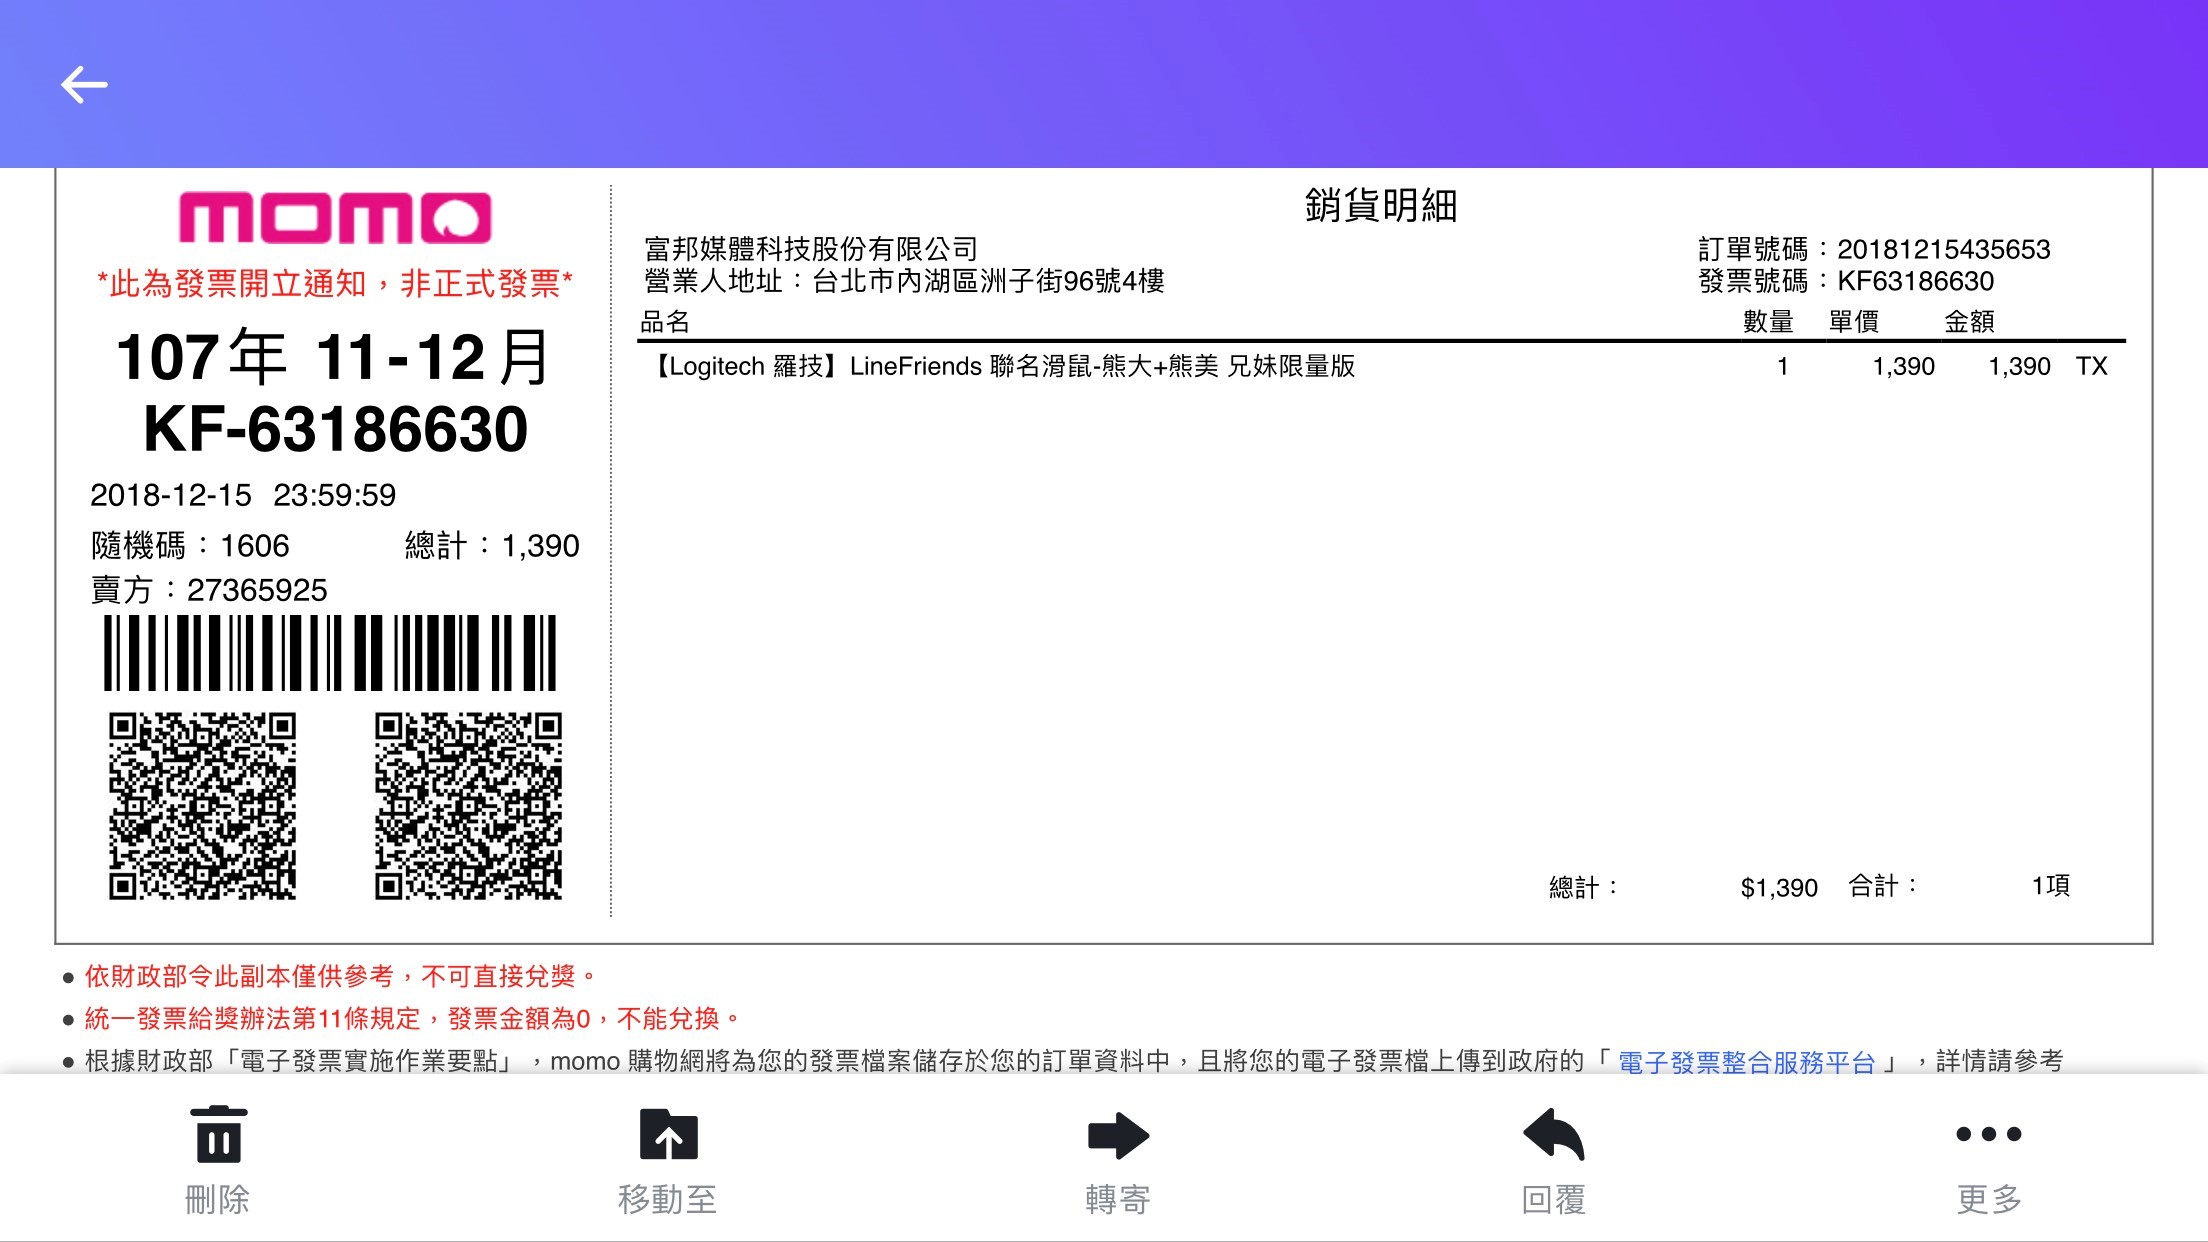 momo
*此為發票開立通知，非正式發票*
107年 11-12月
KF-63186630
2018-12-15 23:59:59
隨機碼：1606 總計：1,390
賣方：27365925
銷貨明細
富邦媒體科技股份有限公司
營業人地址：台北市內湖區洲子街96號4樓
訂單號碼：20181215435653
發票號碼：KF63186630
品名 數量 單價 金額
【Logitech 羅技】LineFriends 聯名滑鼠-熊大+熊美 兄妹限量版 1 1,390 1,390 TX
總計： $1,390 合計： 1項
● 依財政部令此副本僅供參考，不可直接兌獎。
● 統一發票給獎辦法第11條規定，發票金額為0，不能兌換。
● 根據財政部「電子發票實施作業要點」，momo 購物網將為您的發票檔案儲存於您的訂單資料中，且將您的電子發票檔上傳到政府的「電子發票整合服務平台」，詳情請參考
刪除 移動至 轉寄 回覆 更多